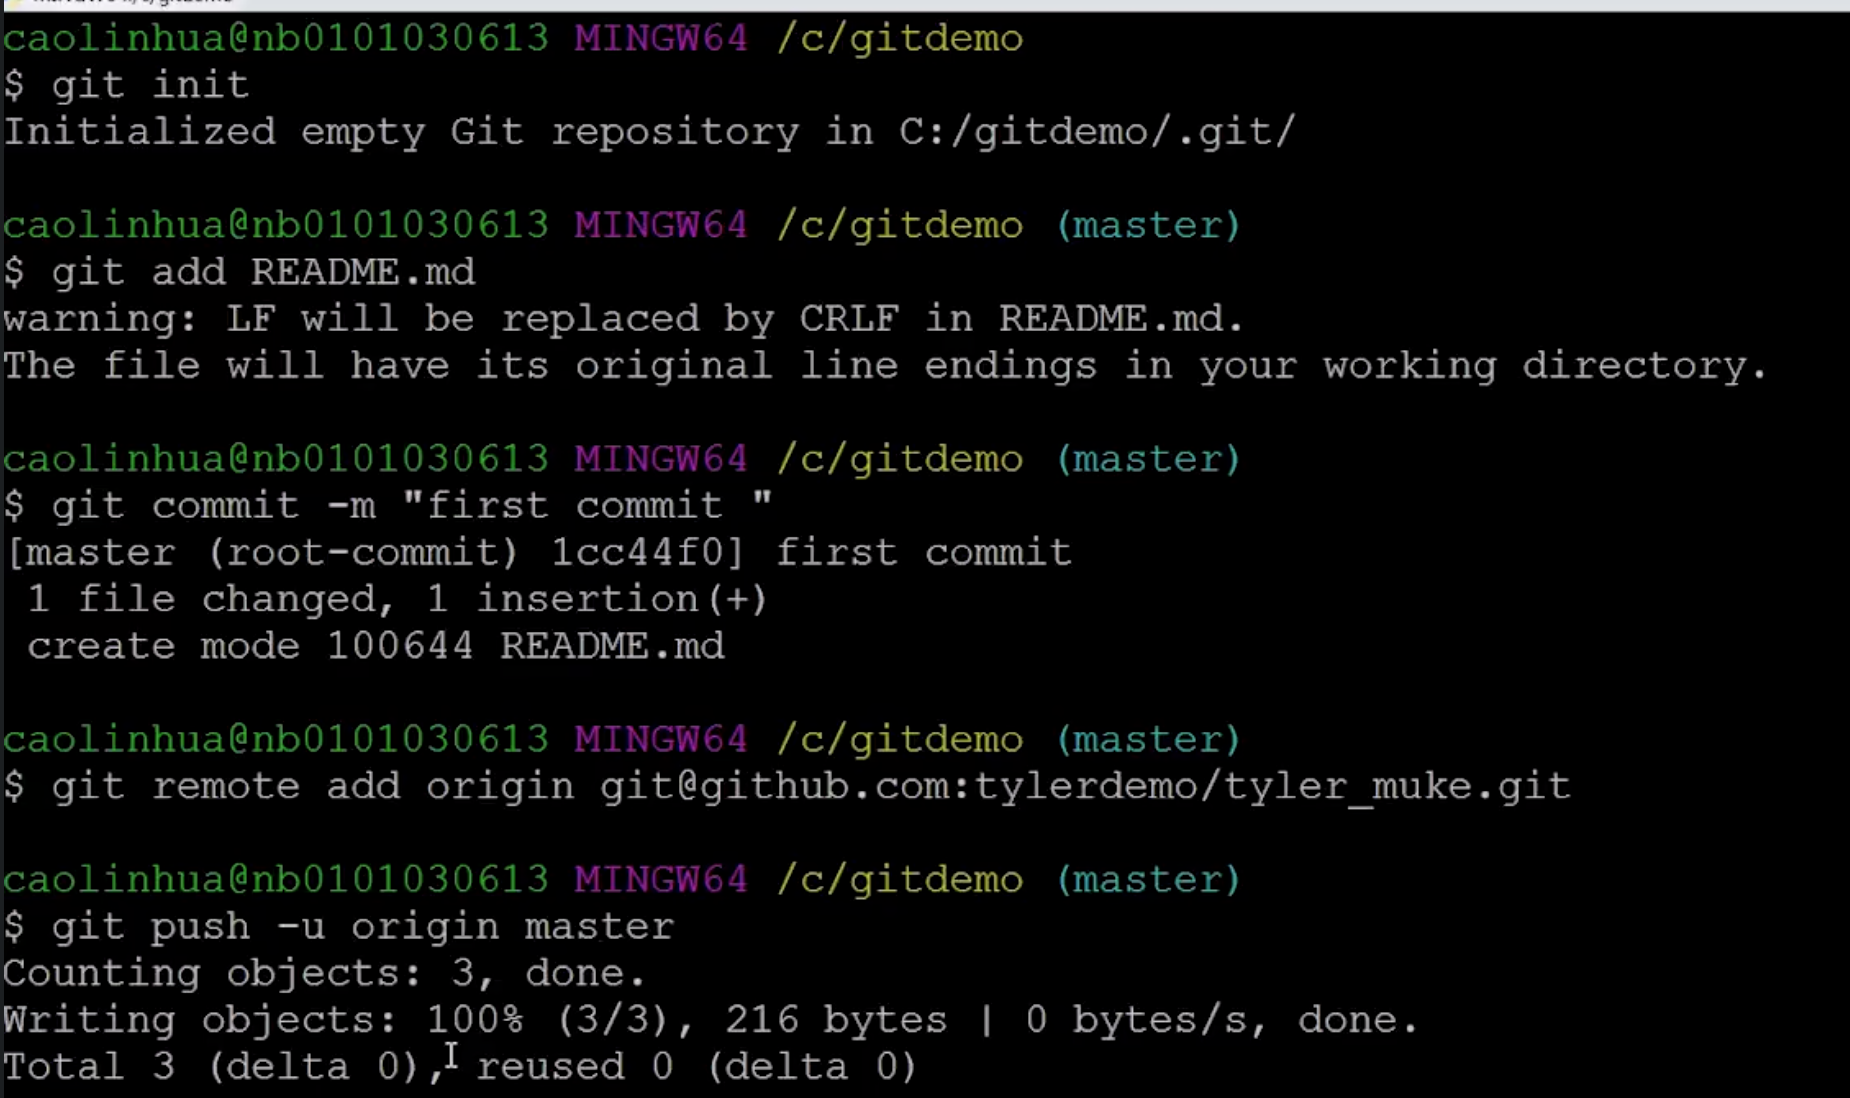 caolinhua@nb0101030613 MINGW64 /c/gitdemo
$ git init
Initialized empty Git repository in C:/gitdemo/.git/
caolinhua@nb0101030613 MINGW64 /c/gitdemo (master)
$ git add README.md
warning: LF will be replaced by CRLF in README.md.
The file will have its original line endings in your working directory.
caolinhua@nb0101030613 MINGW64 /c/gitdemo (master)
$ git commit -m "first commit "
[master (root-commit) 1cc44f0] first commit
 1 file changed, 1 insertion(+)
 create mode 100644 README.md
caolinhua@nb0101030613 MINGW64 /c/gitdemo (master)
$ git remote add origin git@github.com:tylerdemo/tyler_muke.git
caolinhua@nb0101030613 MINGW64 /c/gitdemo (master)
$ git push -u origin master
Counting objects: 3, done.
Writing objects: 100% (3/3), 216 bytes | 0 bytes/s, done.
Total 3 (delta 0), reused 0 (delta 0)